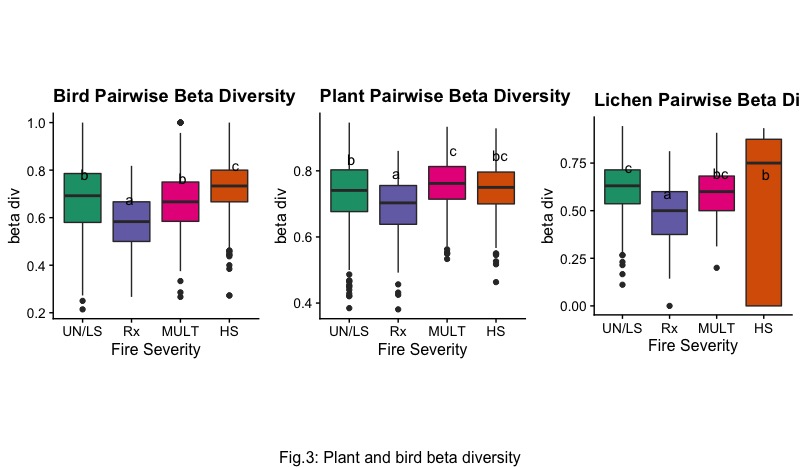 Bird Pairwise Beta Diversity
beta div
1.0
0.8
0.6
0.4
0.2
b
a
b
c
UN/LS Rx MULT HS
Fire Severity
Plant Pairwise Beta Diversity
beta div
0.8
0.6
0.4
b
a
c
bc
UN/LS Rx MULT HS
Fire Severity
Lichen Pairwise Beta Di
beta div
0.75
0.50
0.25
0.00
c
a
bc
b
UN/LS Rx MULT HS
Fire Severity
Fig.3: Plant and bird beta diversity